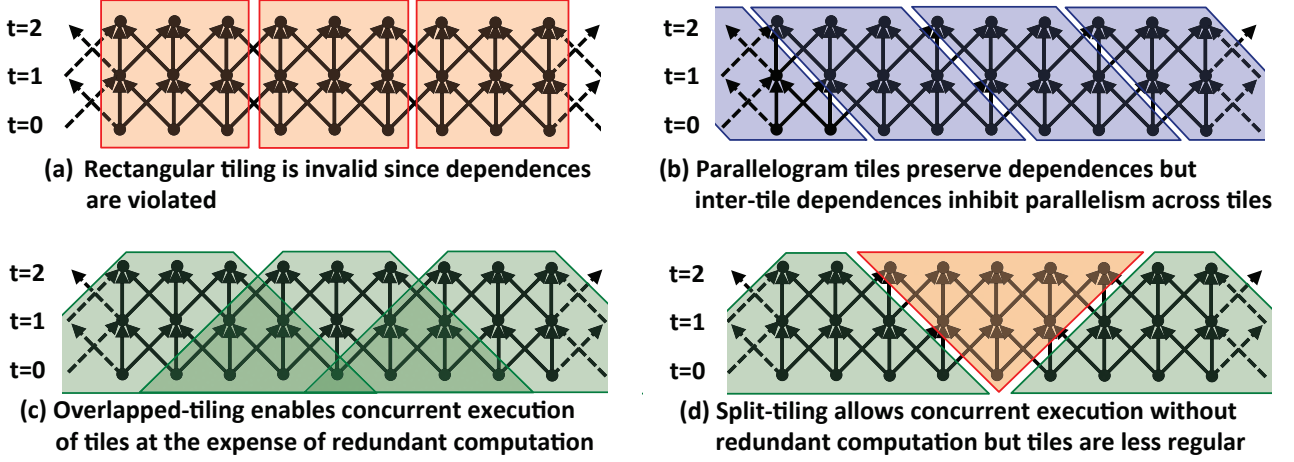 t=2
t=1
t=0
(a) Rectangular tiling is invalid since dependences
are violated
t=2
t=1
t=0
(b) Parallelogram tiles preserve dependences but
inter-tile dependences inhibit parallelism across tiles
t=2
t=1
t=0
(c) Overlapped-tiling enables concurrent execution
of tiles at the expense of redundant computation
t=2
t=1
t=0
(d) Split-tiling allows concurrent execution without
redundant computation but tiles are less regular